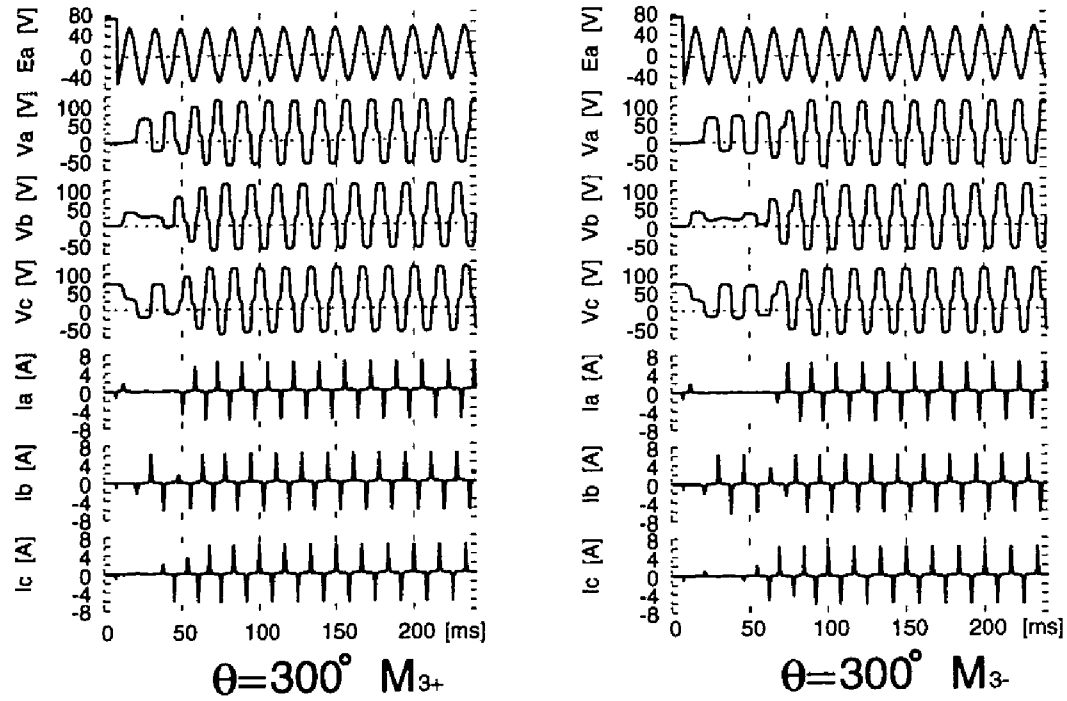 Ea [V] 80 40 0 -40
Va [V] 100 50 0 -50
Vb [V] 100 50 0 -50
Vc [V] 100 50 0 -50
Ia [A] 8 4 0 -4 -8
Ib [A] 8 4 0 -4 -8
Ic [A] 8 4 0 -4 -8
0 50 100 150 200 [ms]
θ=300° M3+
Ea [V] 80 40 0 -40
Va [V] 100 50 0 -50
Vb [V] 100 50 0 -50
Vc [V] 100 50 0 -50
Ia [A] 8 4 0 -4 -8
Ib [A] 8 4 0 -4 -8
Ic [A] 8 4 0 -4 -8
0 50 100 150 200 [ms]
θ=300° M3-